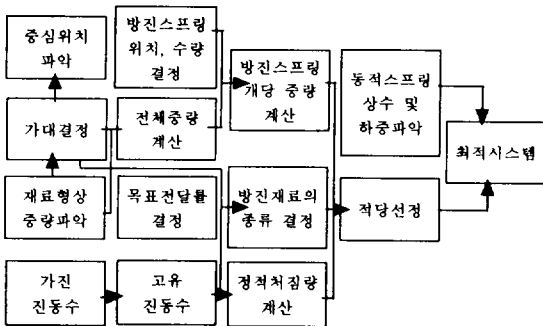 중심위치
파악
방진스프링
위치, 수량
결정
방진스프링
개당 중량
계산
동적스프링
상수 및
하중파악
가대결정
전체중량
계산
최적시스템
재료형상
중량파악
목표전달률
결정
방진재료의
종류 결정
적당선정
가진
진동수
고유
진동수
정적처짐량
계산